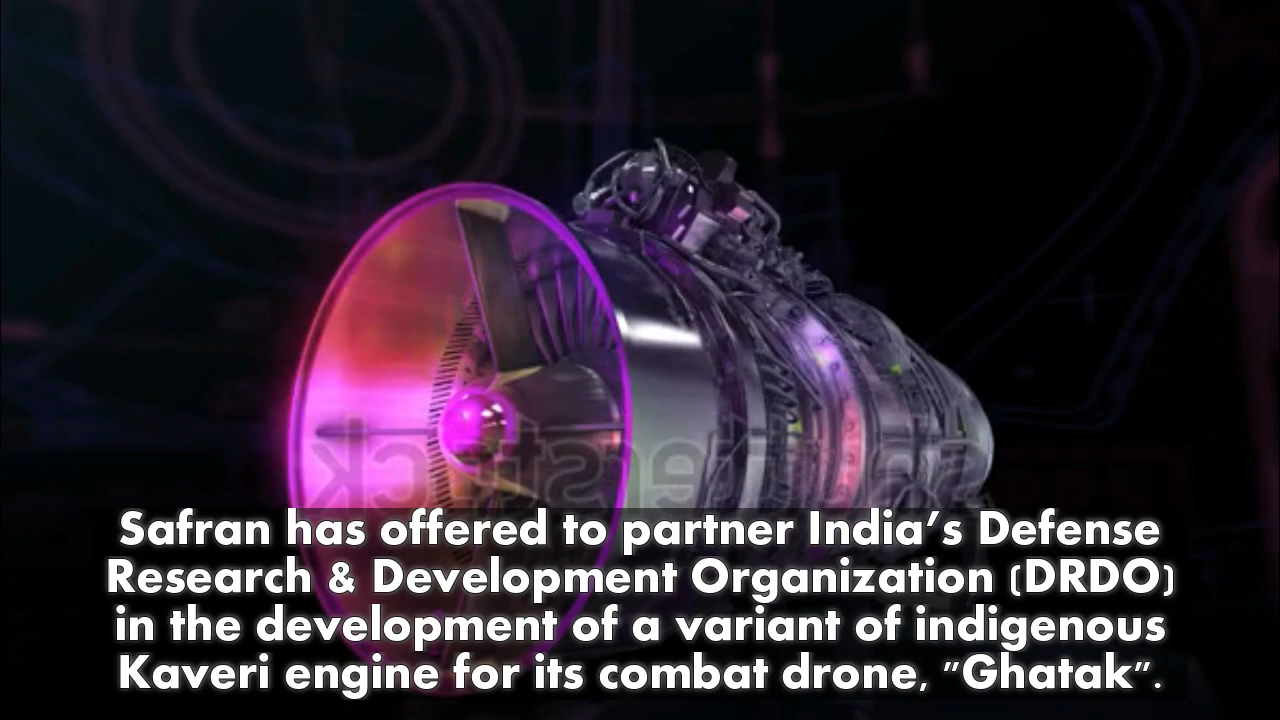 shutterstock
Safran has offered to partner India’s Defense
Research & Development Organization (DRDO)
in the development of a variant of indigenous
Kaveri engine for its combat drone, "Ghatak".